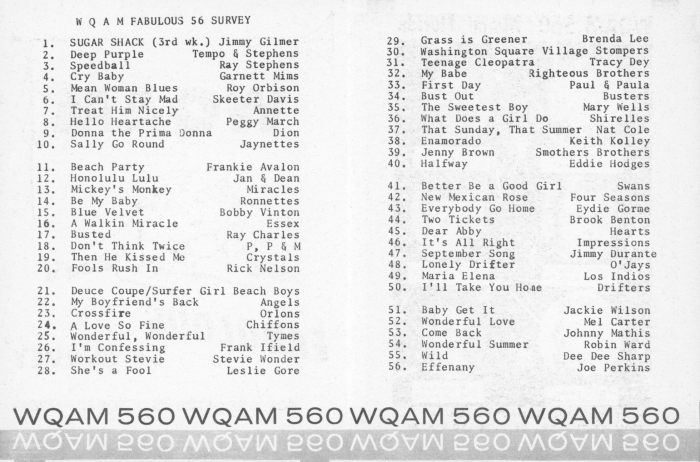 W Q A M FABULOUS 56 SURVEY
1. SUGAR SHACK (3rd wk.) Jimmy Gilmer
2. Deep Purple Tempo & Stephens
3. Speedball Ray Stephens
4. Cry Baby Garnett Mims
5. Mean Woman Blues Roy Orbison
6. I Can't Stay Mad Skeeter Davis
7. Treat Him Nicely Annette
8. Hello Heartache Peggy March
9. Donna the Prima Donna Dion
10. Sally Go Round Jaynettes
11. Beach Party Frankie Avalon
12. Honolulu Lulu Jan & Dean
13. Mickey's Monkey Miracles
14. Be My Baby Ronnettes
15. Blue Velvet Bobby Vinton
16. A Walkin Miracle Essex
17. Busted Ray Charles
18. Don't Think Twice P, P & M
19. Then He Kissed Me Crystals
20. Fools Rush In Rick Nelson
21. Deuce Coupe/Surfer Girl Beach Boys
22. My Boyfriend's Back Angels
23. Crossfire Orlons
24. A Love So Fine Chiffons
25. Wonderful, Wonderful Tymes
26. I'm Confessing Frank Ifield
27. Workout Stevie Stevie Wonder
28. She's a Fool Leslie Gore
29. Grass is Greener Brenda Lee
30. Washington Square Village Stompers
31. Teenage Cleopatra Tracy Dey
32. My Babe Righteous Brothers
33. First Day Paul & Paula
34. Bust Out Busters
35. The Sweetest Boy Mary Wells
36. What Does a Girl Do Shirelles
37. That Sunday, That Summer Nat Cole
38. Enamorado Keith Kolley
39. Jenny Brown Smothers Brothers
40. Halfway Eddie Hodges
41. Better Be a Good Girl Swans
42. New Mexican Rose Four Seasons
43. Everybody Go Home Eydie Gorme
44. Two Tickets Brook Benton
45. Dear Abby Hearts
46. It's All Right Impressions
47. September Song Jimmy Durante
48. Lonely Drifter O'Jays
49. Maria Elena Los Indios
50. I'll Take You Home Drifters
51. Baby Get It Jackie Wilson
52. Wonderful Love Mel Carter
53. Come Back Johnny Mathis
54. Wonderful Summer Robin Ward
55. Wild Dee Dee Sharp
56. Effenany Joe Perkins
WQAM 560 WQAM 560 WQAM 560 WQAM 560
WQAM 560 WQAM 560 WQAM 560 WQAM 560